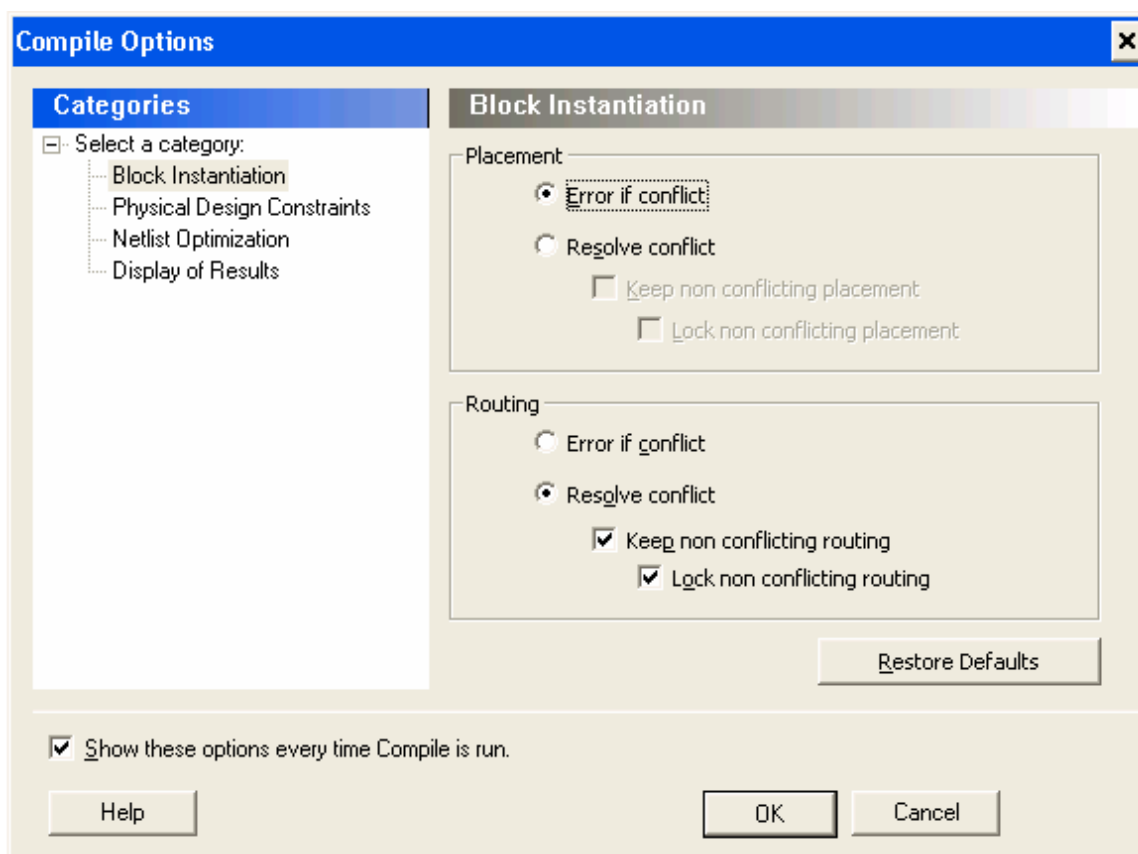 Compile Options
Categories
Select a category:
Block Instantiation
Physical Design Constraints
Netlist Optimization
Display of Results
Block Instantiation
Placement
Error if conflict
Resolve conflict
Keep non conflicting placement
Lock non conflicting placement
Routing
Error if conflict
Resolve conflict
Keep non conflicting routing
Lock non conflicting routing
Restore Defaults
Show these options every time Compile is run.
Help
OK
Cancel